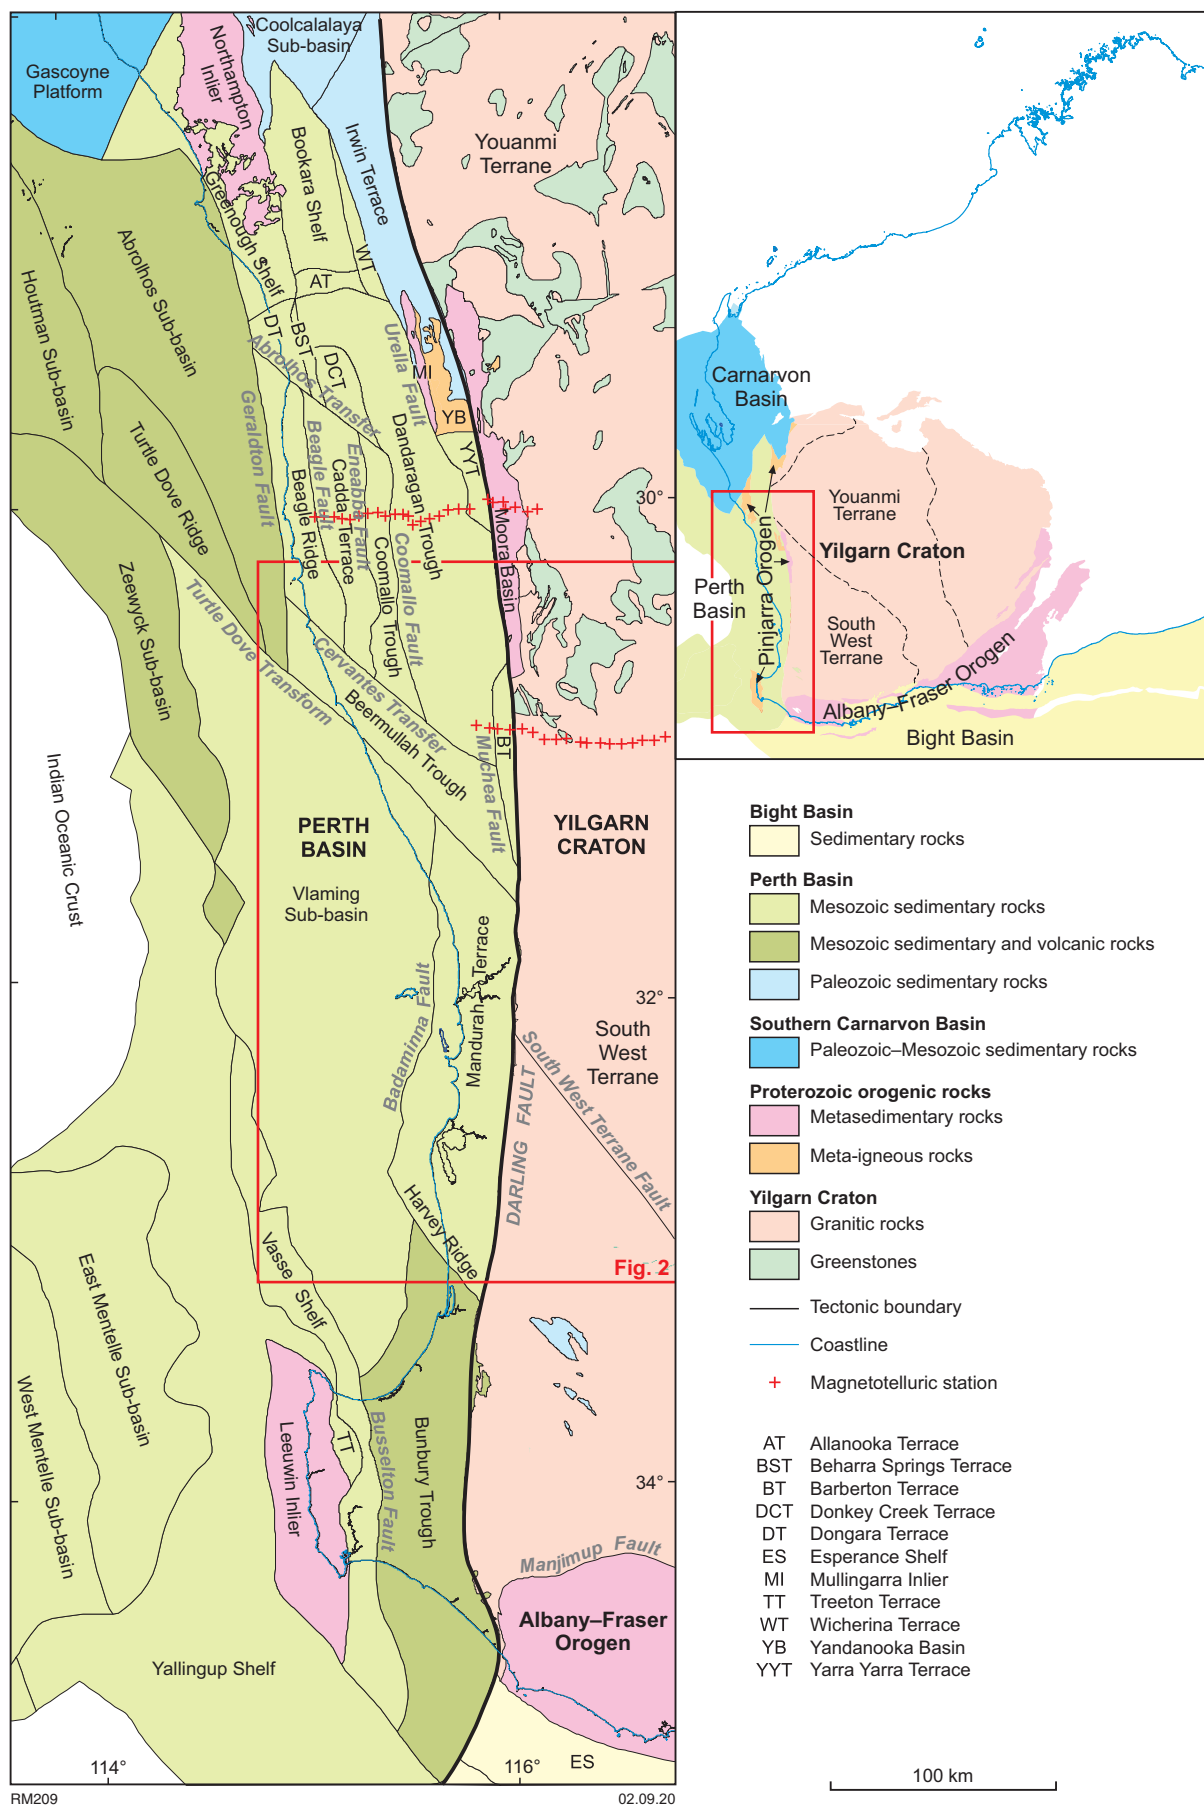 Coolcalalaya
Sub-basin
Gascoyne
Platform
Northampton
Inlier
Bookara Shelf
Irwin Terrace
Youanmi
Terrane
Greenough Shelf
WT
AT
Abrolhos Sub-basin
Houtman Sub-basin
DT
BST
DCT
Abrolhos Transfer
Urella Fault
MI
YB
YYT
Geraldton Fault
Beagle Fault
Eneabba Fault
Dandaragan Trough
Turtle Dove Ridge
Beagle Ridge
Cadda Terrace
Coomallo Trough
Coomallo Fault
Moora Basin
30°
Zeewyck Sub-basin
Turtle Dove Transform
Cervantes Transfer
Beermullah Trough
Muchea Fault
BT
Indian Oceanic Crust
PERTH
BASIN
YILGARN
CRATON
Vlaming
Sub-basin
Mandurah Terrace
Badaminna Fault
32°
South
West
Terrane
South West Terrane Fault
DARLING FAULT
Harvey Ridge
Fig. 2
Vasse Shelf
East Mentelle Sub-basin
West Mentelle Sub-basin
Leeuwin Inlier
TT
Busselton Fault
Bunbury Trough
34°
Manjimup Fault
Albany–Fraser
Orogen
Yallingup Shelf
ES
114°
116°
RM209
02.09.20
Carnarvon
Basin
Youanmi
Terrane
Yilgarn Craton
Pinjarra Orogen
Perth
Basin
South
West
Terrane
Albany–Fraser Orogen
Bight Basin
Bight Basin
Sedimentary rocks
Perth Basin
Mesozoic sedimentary rocks
Mesozoic sedimentary and volcanic rocks
Paleozoic sedimentary rocks
Southern Carnarvon Basin
Paleozoic–Mesozoic sedimentary rocks
Proterozoic orogenic rocks
Metasedimentary rocks
Meta-igneous rocks
Yilgarn Craton
Granitic rocks
Greenstones
Tectonic boundary
Coastline
Magnetotelluric station
AT Allanooka Terrace
BST Beharra Springs Terrace
BT Barberton Terrace
DCT Donkey Creek Terrace
DT Dongara Terrace
ES Esperance Shelf
MI Mullingarra Inlier
TT Treeton Terrace
WT Wicherina Terrace
YB Yandanooka Basin
YYT Yarra Yarra Terrace
100 km